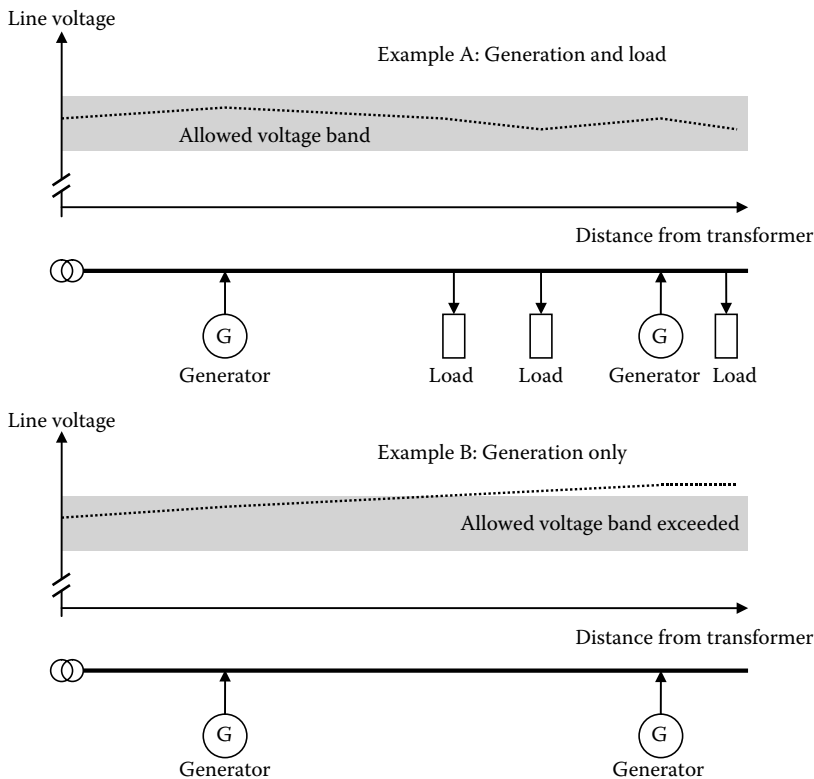 Line voltage
Example A: Generation and load
Allowed voltage band
Distance from transformer
G
G
Generator
Load
Load
Generator
Load
Line voltage
Example B: Generation only
Allowed voltage band exceeded
Distance from transformer
G
G
Generator
Generator